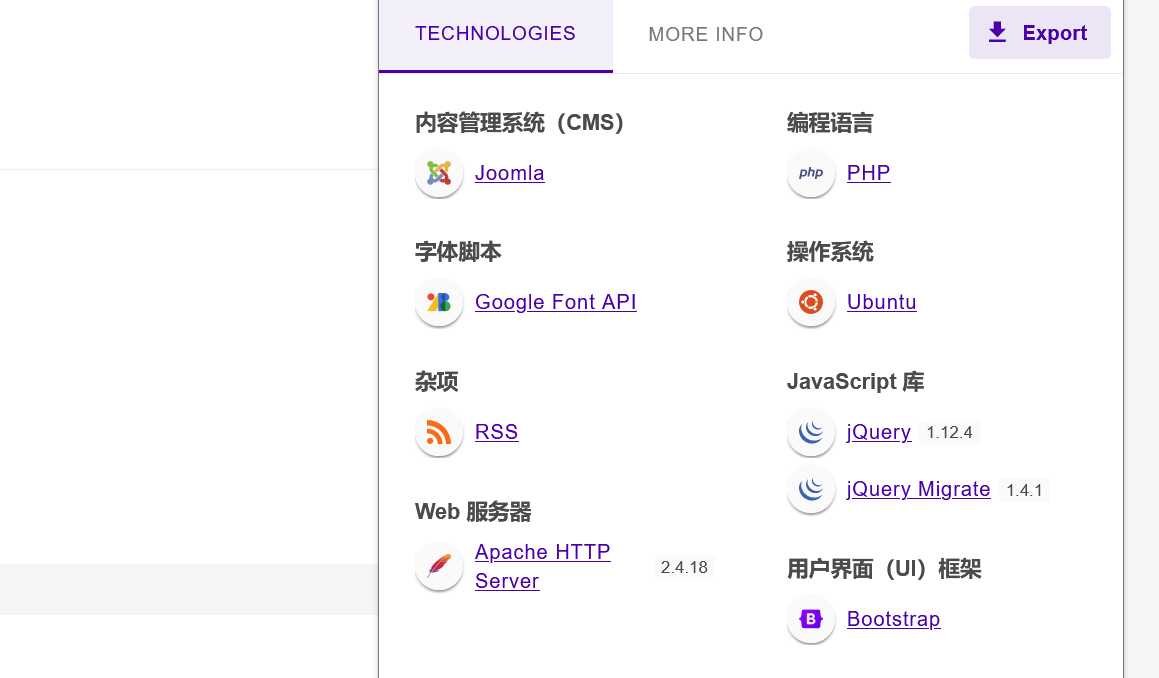 TECHNOLOGIES
MORE INFO
Export
内容管理系统（CMS）
Joomla
字体脚本
Google Font API
杂项
RSS
Web 服务器
Apache HTTP
Server
2.4.18
编程语言
php
PHP
操作系统
Ubuntu
JavaScript 库
jQuery 1.12.4
jQuery Migrate 1.4.1
用户界面（UI）框架
B
Bootstrap